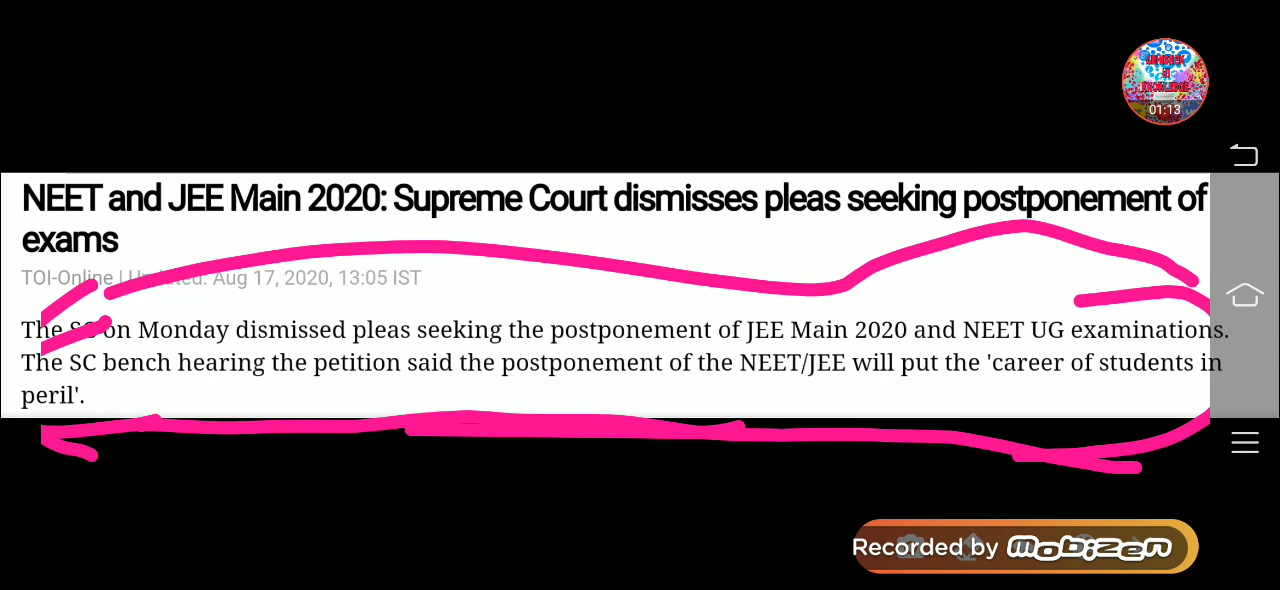 01:13
NEET and JEE Main 2020: Supreme Court dismisses pleas seeking postponement of
exams
TOI-Online | Updated: Aug 17, 2020, 13:05 IST
The SC on Monday dismissed pleas seeking the postponement of JEE Main 2020 and NEET UG examinations.
The SC bench hearing the petition said the postponement of the NEET/JEE will put the 'career of students in
peril'.
Recorded by mobizen